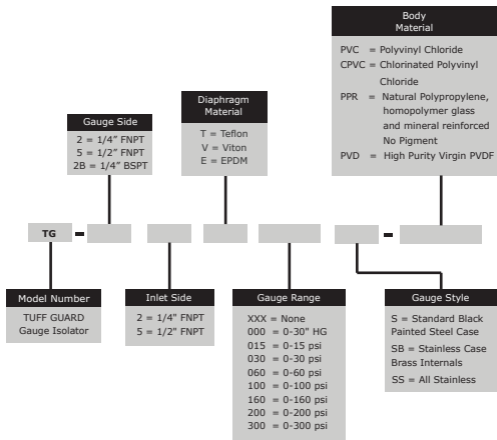 Body
Material
PVC = Polyvinyl Chloride
CPVC = Chlorinated Polyvinyl
Chloride
PPR = Natural Polypropylene,
homopolymer glass
and mineral reinforced
No Pigment
PVD = High Purity Virgin PVDF
Diaphragm
Material
T = Teflon
V = Viton
E = EPDM
Gauge Side
2 = 1/4" FNPT
5 = 1/2" FNPT
2B = 1/4" BSPT
TG - -
Model Number
TUFF GUARD
Gauge Isolator
Inlet Side
2 = 1/4" FNPT
5 = 1/2" FNPT
Gauge Range
XXX = None
000 = 0-30" HG
015 = 0-15 psi
030 = 0-30 psi
060 = 0-60 psi
100 = 0-100 psi
160 = 0-160 psi
200 = 0-200 psi
300 = 0-300 psi
Gauge Style
S = Standard Black
Painted Steel Case
SB = Stainless Case
Brass Internals
SS = All Stainless